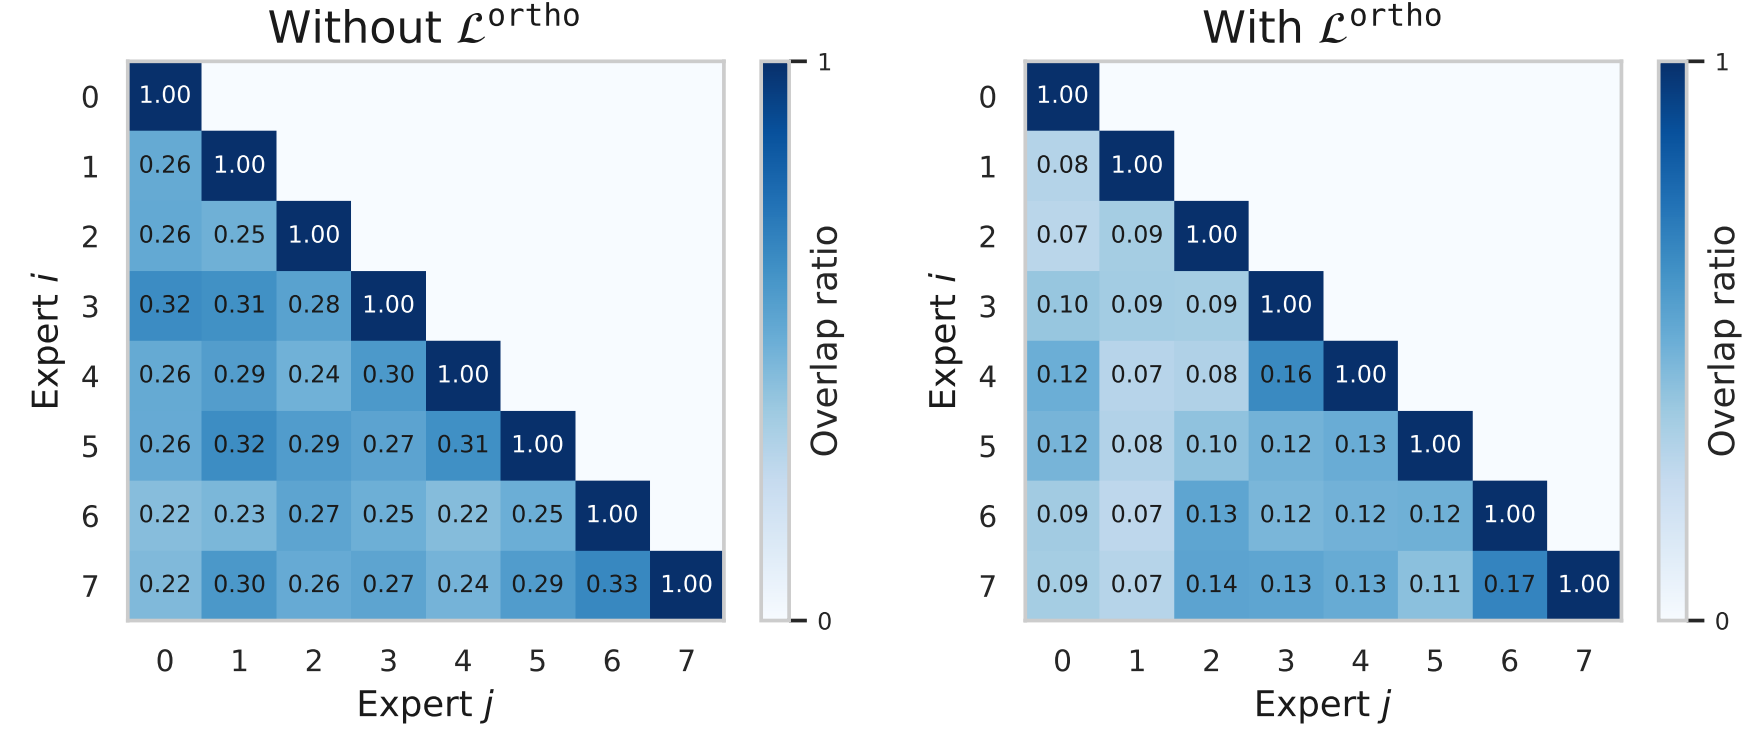 Without ℒ^ortho
1
0 1.00
1 0.26 1.00
2 0.26 0.25 1.00
3 0.32 0.31 0.28 1.00
4 0.26 0.29 0.24 0.30 1.00
5 0.26 0.32 0.29 0.27 0.31 1.00
6 0.22 0.23 0.27 0.25 0.22 0.25 1.00
7 0.22 0.30 0.26 0.27 0.24 0.29 0.33 1.00
0
0 1 2 3 4 5 6 7
Expert i
Expert j
Overlap ratio
With ℒ^ortho
1
0 1.00
1 0.08 1.00
2 0.07 0.09 1.00
3 0.10 0.09 0.09 1.00
4 0.12 0.07 0.08 0.16 1.00
5 0.12 0.08 0.10 0.12 0.13 1.00
6 0.09 0.07 0.13 0.12 0.12 0.12 1.00
7 0.09 0.07 0.14 0.13 0.13 0.11 0.17 1.00
0
0 1 2 3 4 5 6 7
Expert i
Expert j
Overlap ratio